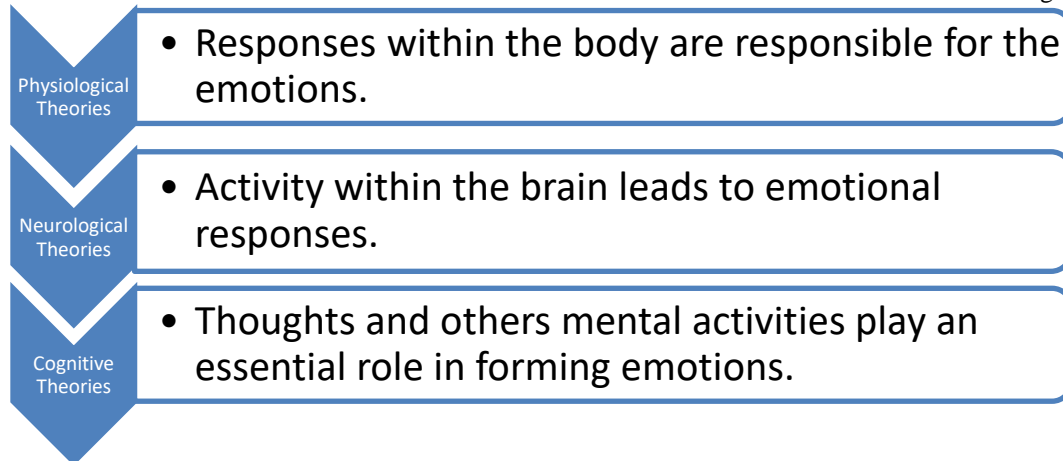 Physiological
Theories
• Responses within the body are responsible for the
emotions.
Neurological
Theories
• Activity within the brain leads to emotional
responses.
Cognitive
Theories
• Thoughts and others mental activities play an
essential role in forming emotions.